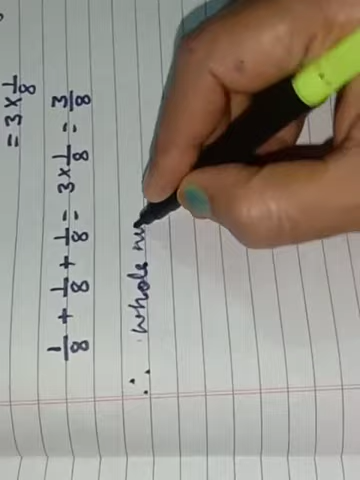 = 3 × 1/8
1/8 + 1/8 + 1/8 = 3 × 1/8 = 3/8
∴ whole